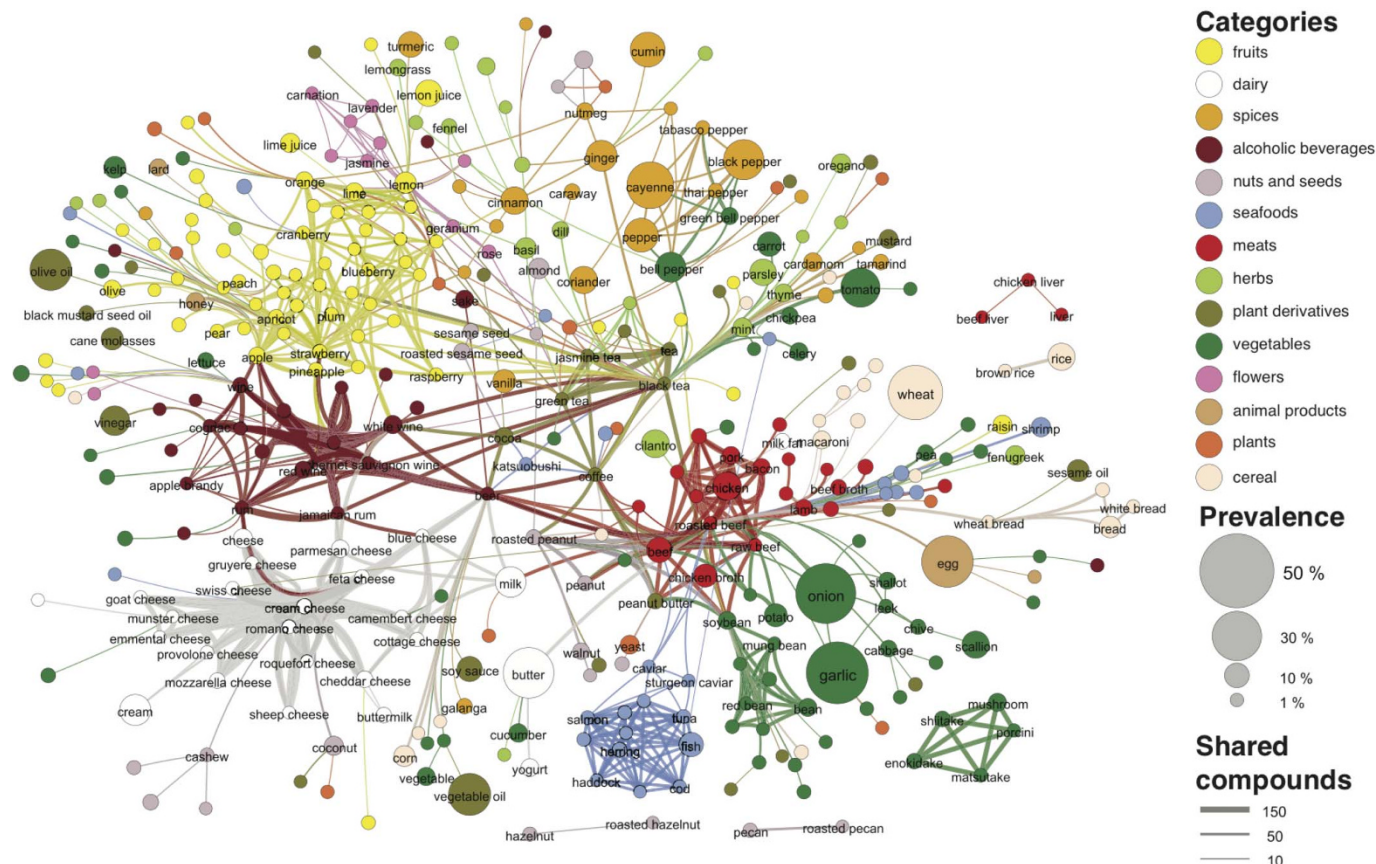 turmeric
cumin
lemongrass
carnation
lavender
lemon juice
nutmeg
fennel
tabasco pepper
lime juice
jasmine
ginger
black pepper
oregano
kelp
lard
orange
lime
lemon
cinnamon
caraway
cayenne
thai pepper
green bell pepper
cranberry
geranium
rose
basil
dill
pepper
carrot
mustard
olive oil
blueberry
almond
bell pepper
cardamom
tamarind
peach
coriander
parsley
tomato
chicken liver
olive
honey
sake
thyme
black mustard seed oil
apricot
plum
sesame seed
chickpea
beef liver
liver
cane molasses
pear
mint
lettuce
apple
strawberry
roasted sesame seed
jasmine tea
tea
celery
rice
pineapple
raspberry
vanilla
black tea
brown rice
wine
green tea
wheat
vinegar
cognac
white wine
cocoa
cilantro
milk fat
macaroni
raisin
shrimp
red wine
cabernet sauvignon wine
katsuobushi
coffee
pork
bacon
pea
fenugreek
apple brandy
beer
chicken
beef broth
sesame oil
rum
jamaican rum
lamb
white bread
cheese
parmesan cheese
blue cheese
roasted peanut
roasted beef
wheat bread
bread
gruyere cheese
feta cheese
beef
raw beef
swiss cheese
milk
peanut
chicken broth
egg
goat cheese
cream cheese
camembert cheese
peanut butter
onion
shallot
munster cheese
romano cheese
cottage cheese
soybean
potato
leek
emmental cheese
chive
provolone cheese
roquefort cheese
walnut
yeast
mung bean
cabbage
scallion
mozzarella cheese
cheddar cheese
soy sauce
butter
caviar
garlic
sturgeon caviar
cream
sheep cheese
buttermilk
galanga
salmon
tuna
red bean
bean
mushroom
shiitake
porcini
cashew
coconut
corn
cucumber
herring
fish
enokidake
vegetable
yogurt
haddock
cod
matsutake
vegetable oil
hazelnut
roasted hazelnut
pecan
roasted pecan
Categories
fruits
dairy
spices
alcoholic beverages
nuts and seeds
seafoods
meats
herbs
plant derivatives
vegetables
flowers
animal products
plants
cereal
Prevalence
50 %
30 %
10 %
1 %
Shared
compounds
150
50
10